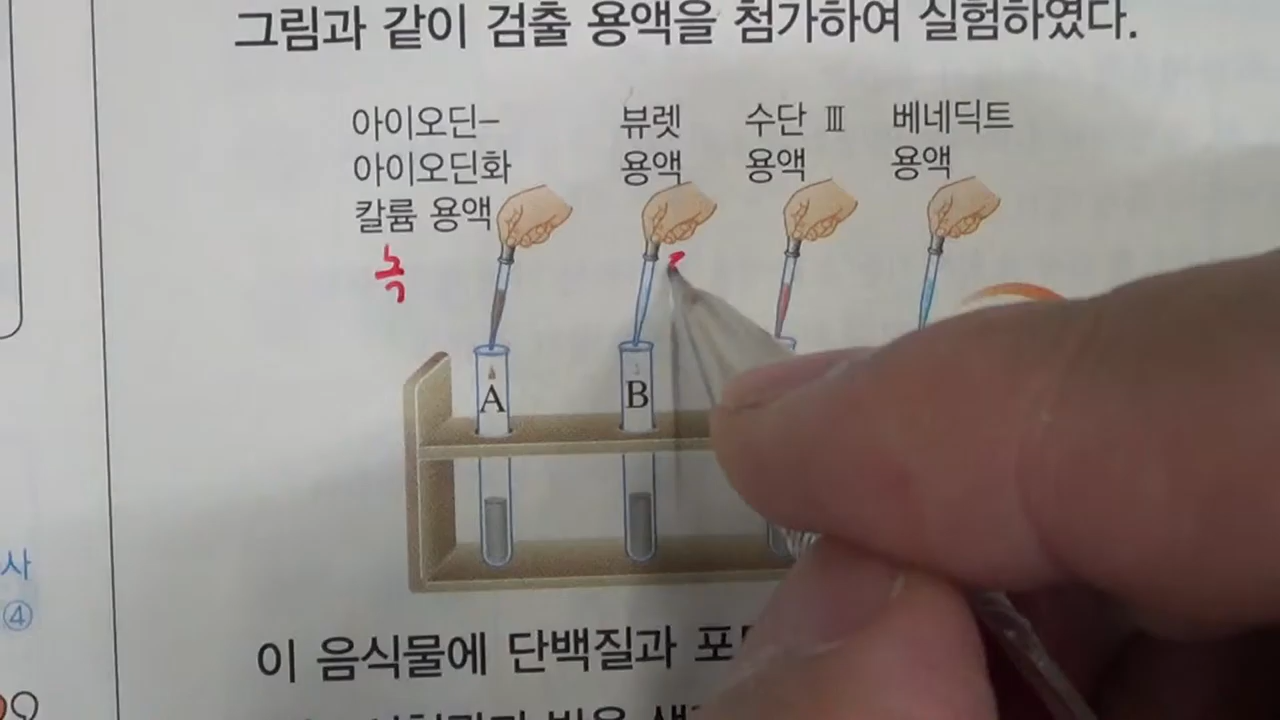 그림과 같이 검출 용액을 첨가하여 실험하였다.
아이오딘-
아이오딘화
칼륨 용액
뷰렛
용액
수단 Ⅲ
용액
베네딕트
용액
녹
A
B
사
④
이 음식물에 단백질과